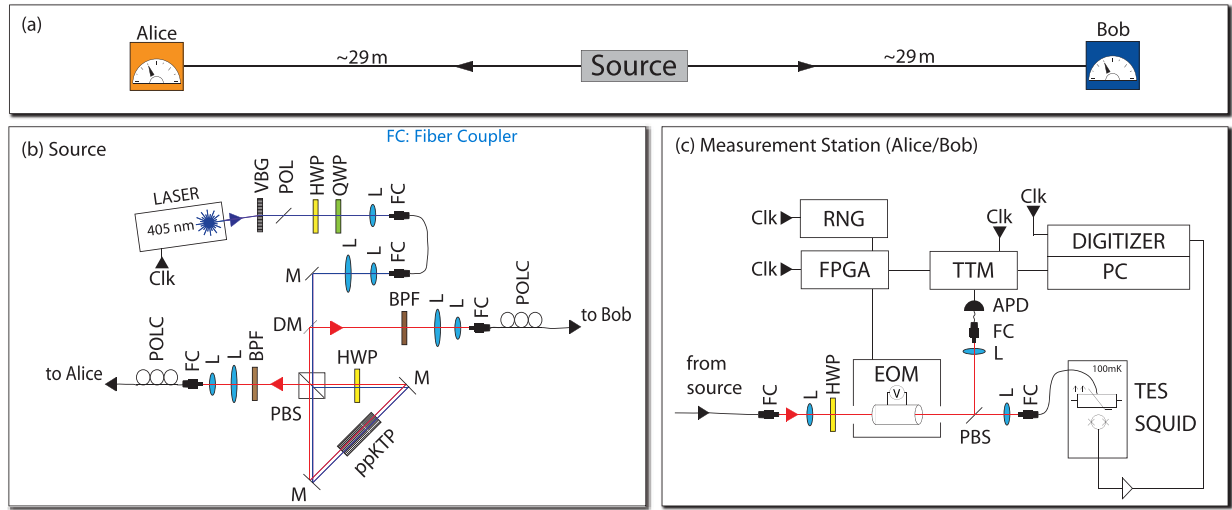 (a)
Alice
~29m
Source
~29m
Bob
(b) Source
FC: Fiber Coupler
LASER
405 nm
Clk
VBG
POL
HWP
QWP
L
FC
M
L
L
FC
DM
BPF
L
L
FC
POLC
to Bob
to Alice
POLC
FC
L
L
BPF
PBS
HWP
M
ppKTP
M
(c) Measurement Station (Alice/Bob)
Clk
RNG
Clk
FPGA
Clk
TTM
Clk
DIGITIZER
PC
APD
FC
L
from
source
FC
L
HWP
EOM
V
PBS
L
FC
100mK
TES
SQUID